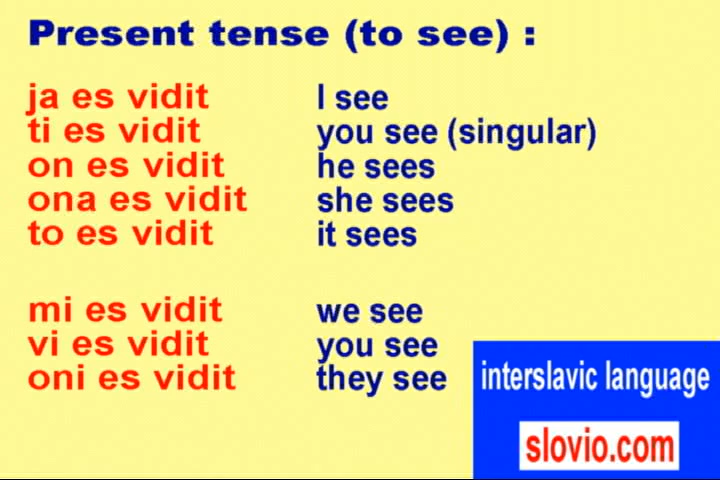 Present tense (to see) :
ja es vidit I see
ti es vidit you see (singular)
on es vidit he sees
ona es vidit she sees
to es vidit it sees
mi es vidit we see
vi es vidit you see
oni es vidit they see
interslavic language
slovio.com